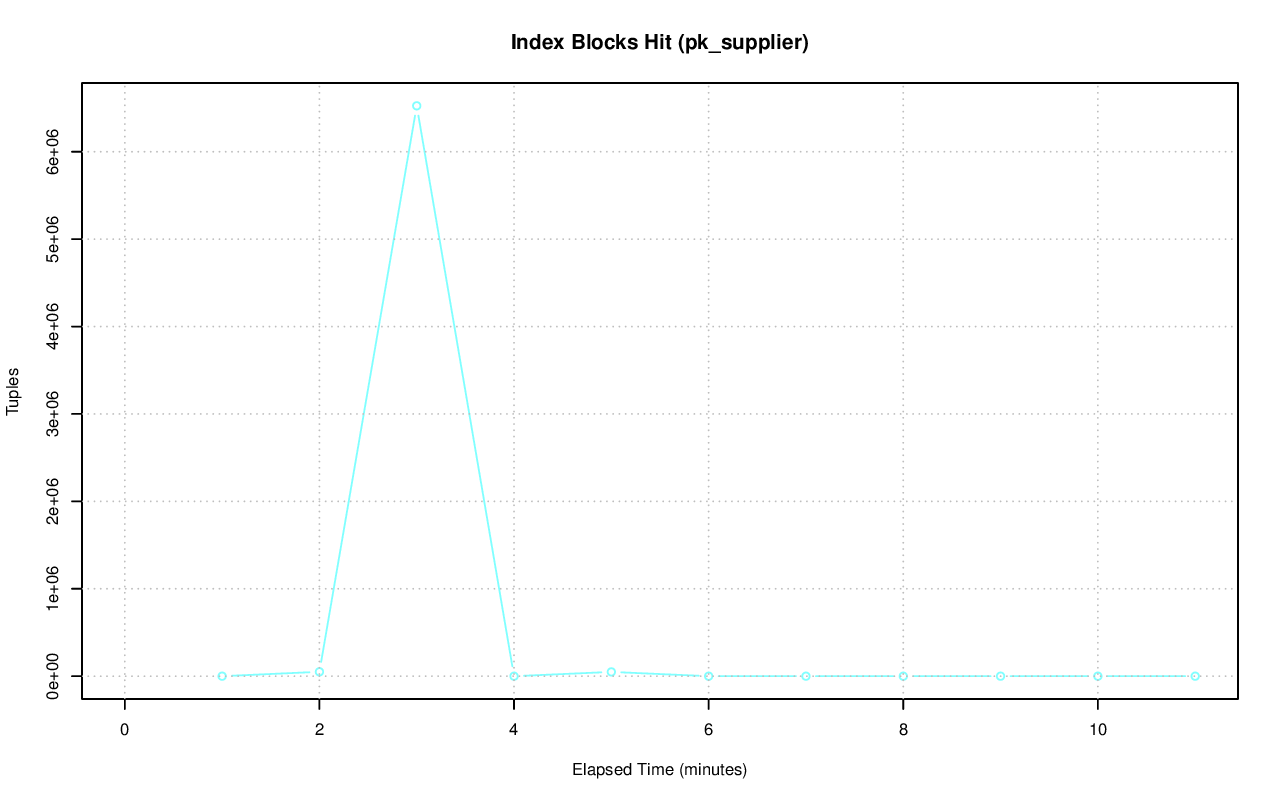 Index Blocks Hit (pk_supplier)
Tuples
6e+06
5e+06
4e+06
3e+06
2e+06
1e+06
0e+00
0 2 4 6 8 10
Elapsed Time (minutes)